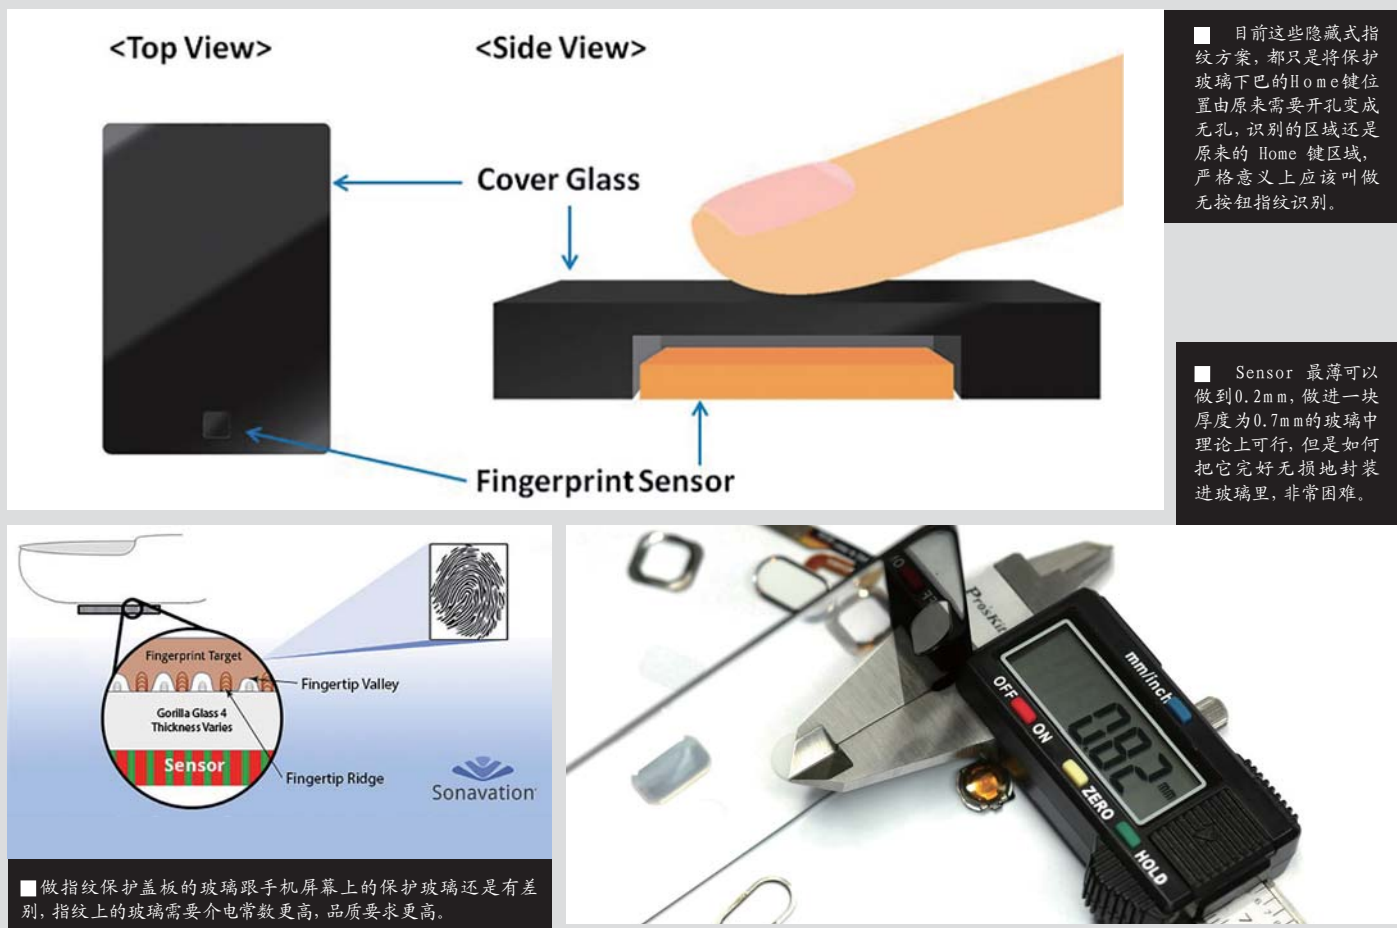 <Top View>
<Side View>
Cover Glass
Fingerprint Sensor
目前这些隐藏式指
纹方案，都只是将保护
玻璃下巴的Home键位
置由原来需要开孔变成
无孔，识别的区域还是
原来的 Home 键区域，
严格意义上应该叫做
无按钮指纹识别。
Sensor 最薄可以
做到0.2mm，做进一块
厚度为0.7mm的玻璃中
理论上可行，但是如何
把它完好无损地封装
进玻璃里，非常困难。
Fingerprint Target
Fingertip Valley
Gorilla Glass 4
Thickness Varies
Sensor
Fingertip Ridge
Sonavation
做指纹保护盖板的玻璃跟手机屏幕上的保护玻璃还是有差
别，指纹上的玻璃需要介电常数更高，品质要求更高。
mm/inch
OFF
ON
0.82 mm
ZERO
HOLD